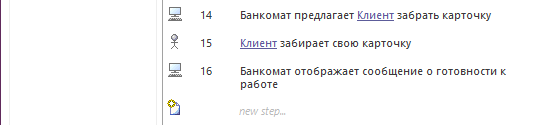 14 Банкомат предлагает Клиент забрать карточку
15 Клиент забирает свою карточку
16 Банкомат отображает сообщение о готовности к
работе
new step...